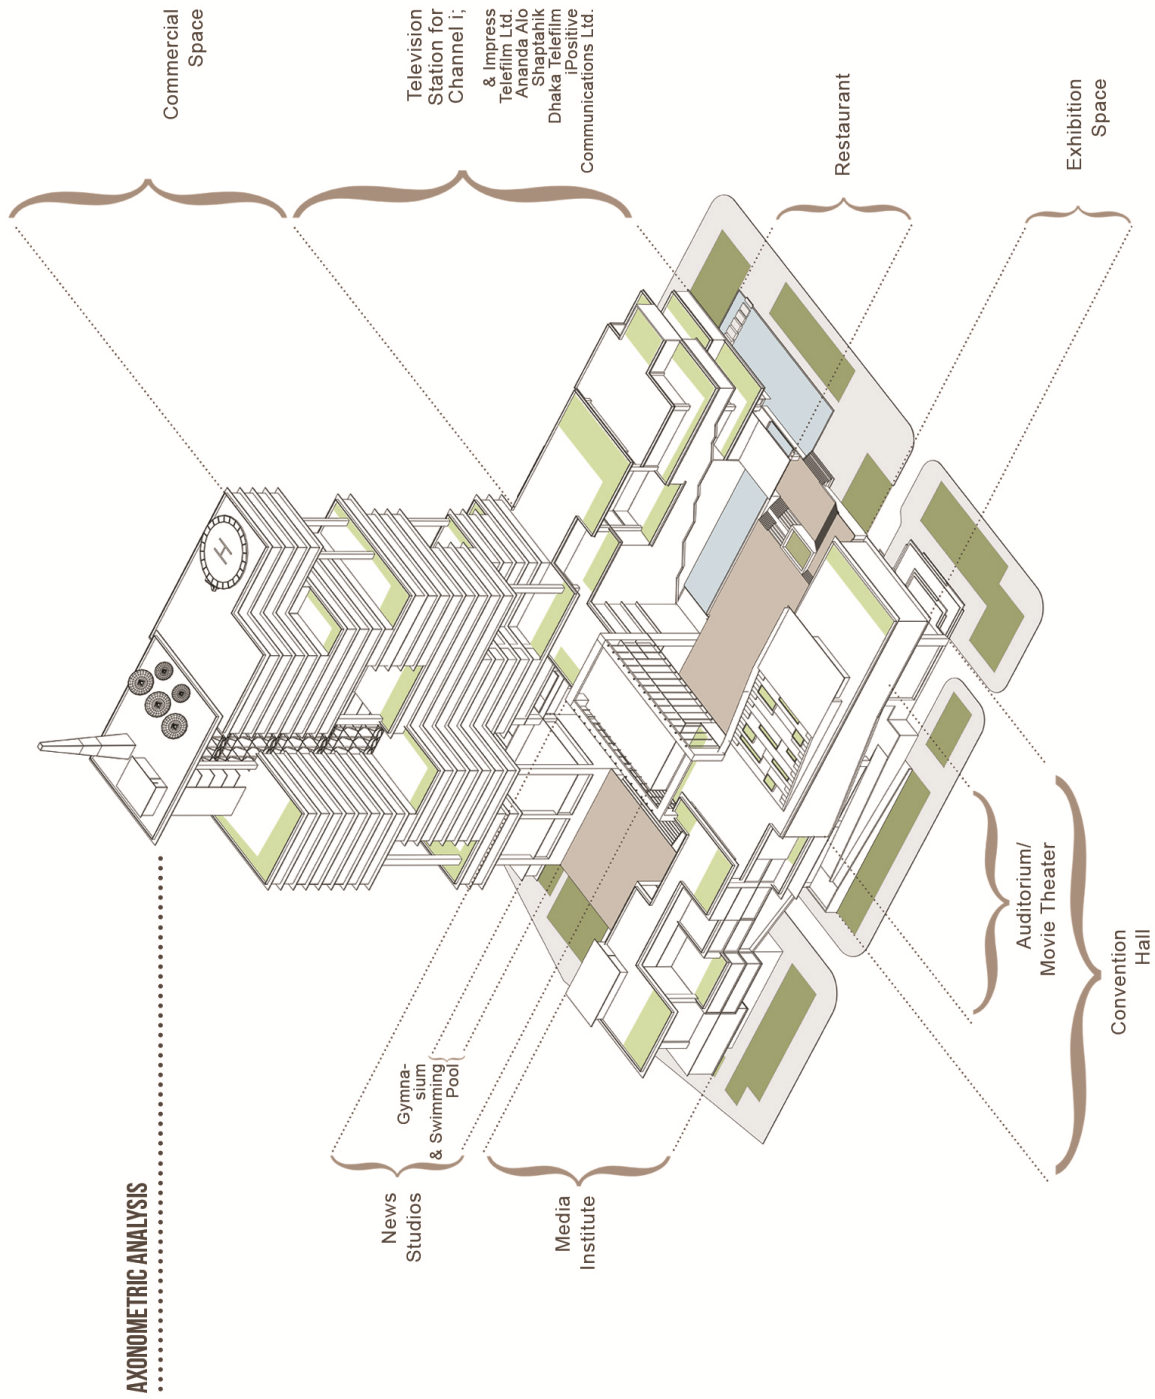 AXONOMETRIC ANALYSIS
Commercial
Space
Television
Station for
Channel i;
& Impress
Telefilm Ltd.
Ananda Alo
Shaptahik
Dhaka Telefilm
iPositive
Communications Ltd.
Restaurant
Exhibition
Space
H
News
Studios
Gymna-
sium
& Swimming
Pool
Media
Institute
Auditorium/
Movie Theater
Convention
Hall